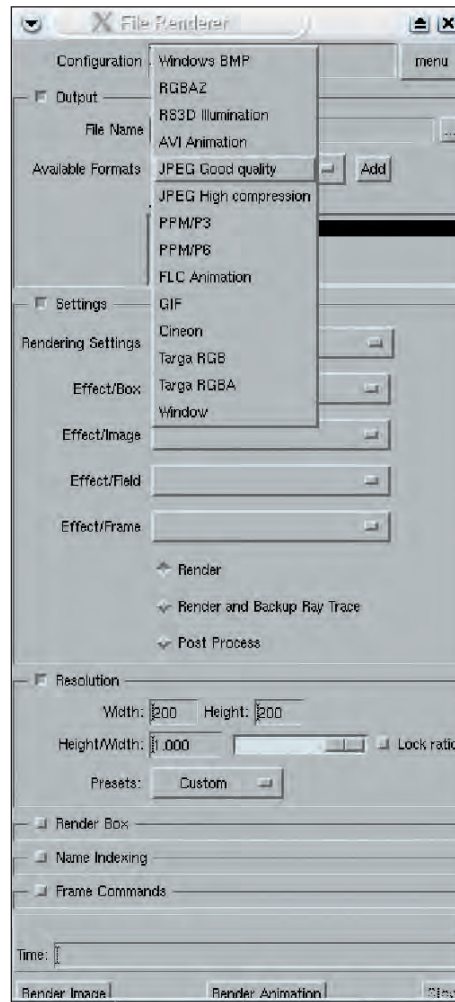 File Renderer
Configuration
menu
Windows BMP
RGBAZ
RS3D Illumination
AVI Animation
JPEG Good quality
JPEG High compression
PPM/P3
PPM/P6
FLC Animation
GIF
Cineon
Targa RGB
Targa RGBA
Window
Output
File Name
...
Available Formats
Add
Settings
Rendering Settings
Effect/Box
Effect/Image
Effect/Field
Effect/Frame
Render
Render and Backup Ray Trace
Post Process
Resolution
Width: 200 Height: 200
Height/Width: 1.000 Lock ratio
Presets: Custom
Render Box
Name Indexing
Frame Commands
Time:
Render Image Render Animation